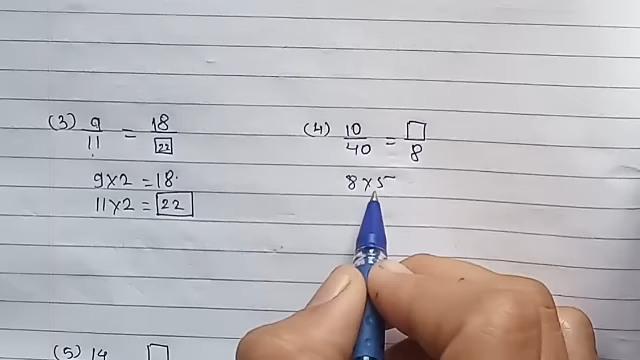 (3) 9/11 = 18/22
9 x 2 = 18
11 x 2 = 22
(4) 10/40 = □/8
8 x 5
(5) 14 □